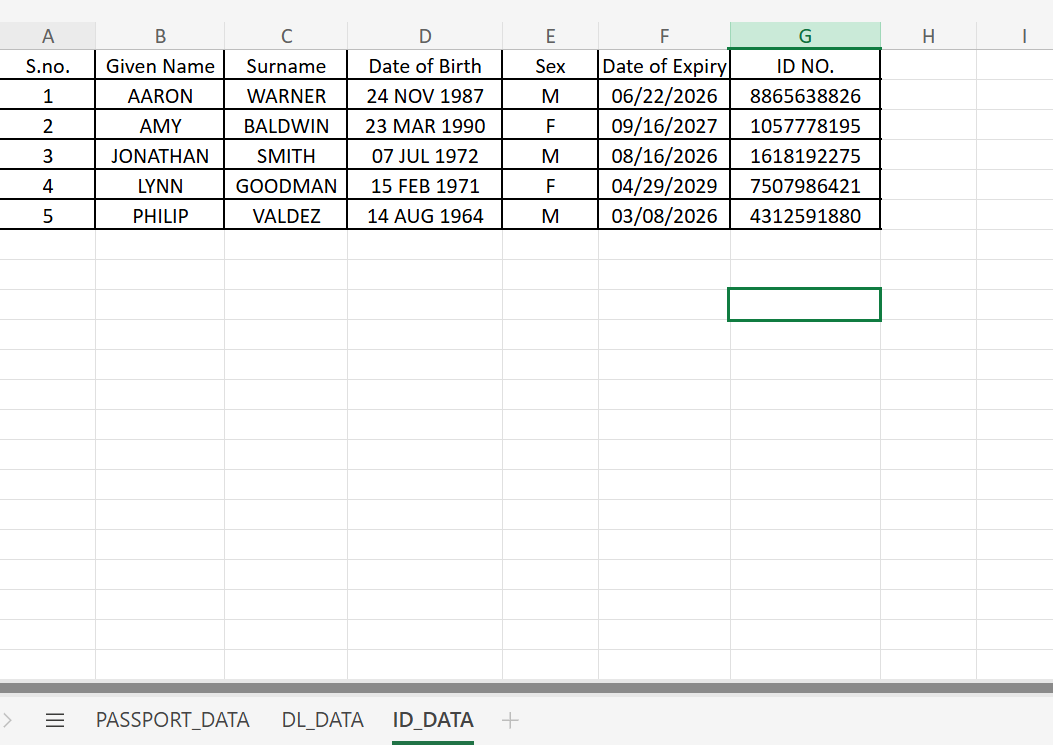 A B C D E F G H I
S.no. Given Name Surname Date of Birth Sex Date of Expiry ID NO.
1 AARON WARNER 24 NOV 1987 M 06/22/2026 8865638826
2 AMY BALDWIN 23 MAR 1990 F 09/16/2027 1057778195
3 JONATHAN SMITH 07 JUL 1972 M 08/16/2026 1618192275
4 LYNN GOODMAN 15 FEB 1971 F 04/29/2029 7507986421
5 PHILIP VALDEZ 14 AUG 1964 M 03/08/2026 4312591880
PASSPORT_DATA DL_DATA ID_DATA